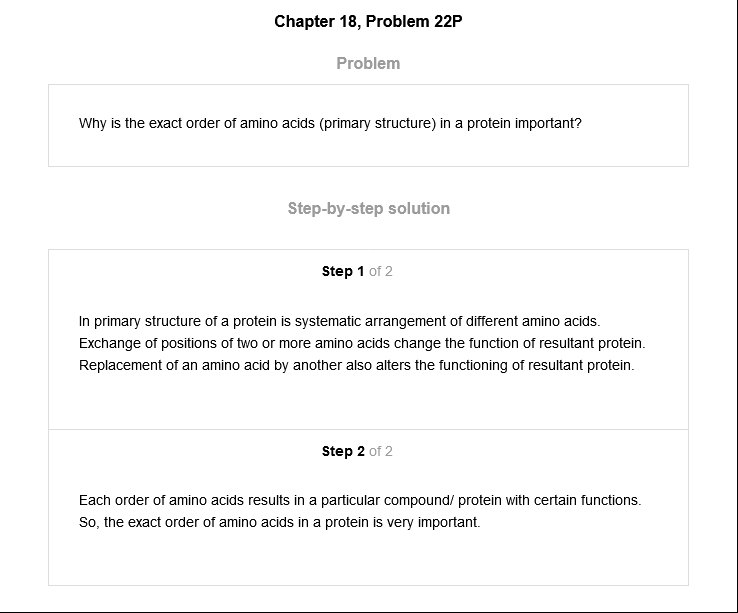 Chapter 18, Problem 22P
Problem
Why is the exact order of amino acids (primary structure) in a protein important?
Step-by-step solution
Step 1 of 2
In primary structure of a protein is systematic arrangement of different amino acids.
Exchange of positions of two or more amino acids change the function of resultant protein.
Replacement of an amino acid by another also alters the functioning of resultant protein.
Step 2 of 2
Each order of amino acids results in a particular compound/ protein with certain functions.
So, the exact order of amino acids in a protein is very important.